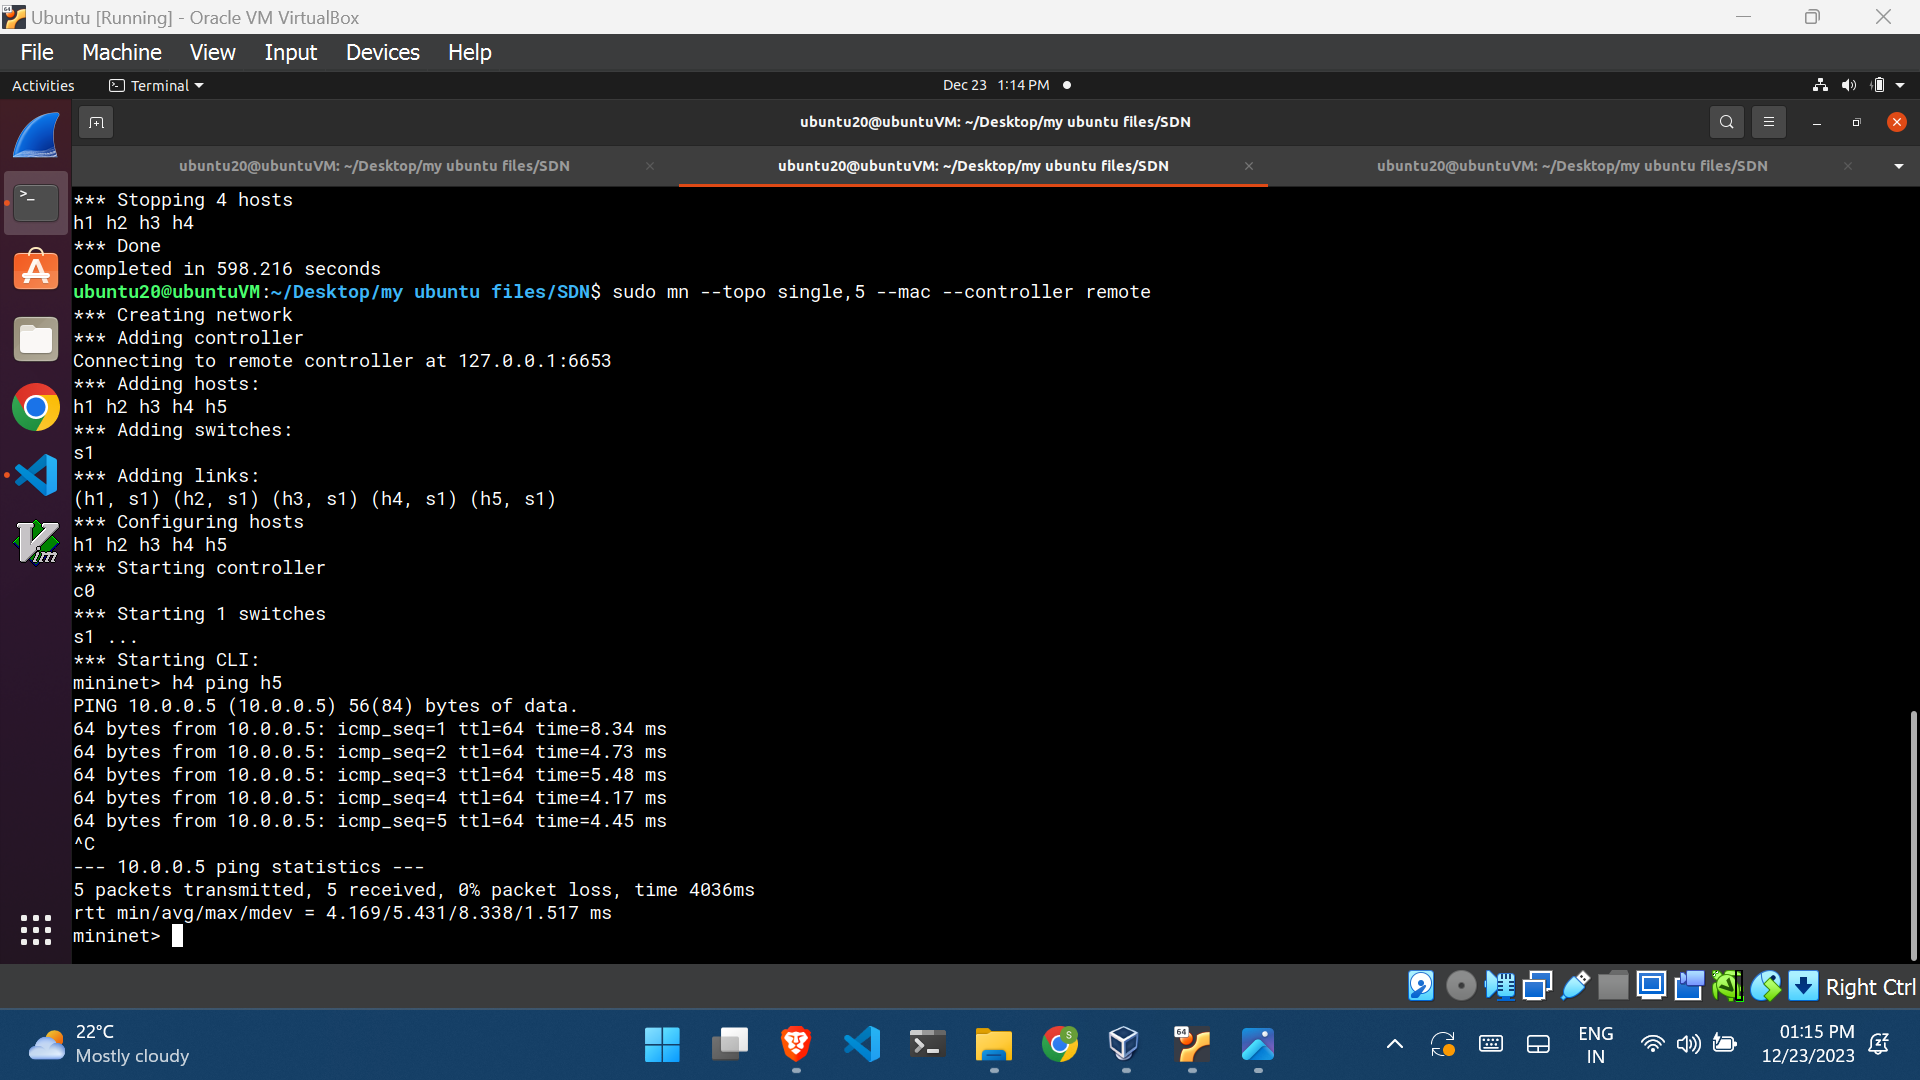 Ubuntu [Running] - Oracle VM VirtualBox
File Machine View Input Devices Help
Activities Terminal Dec 23 1:14 PM
ubuntu20@ubuntuVM: ~/Desktop/my ubuntu files/SDN
ubuntu20@ubuntuVM: ~/Desktop/my ubuntu files/SDN ubuntu20@ubuntuVM: ~/Desktop/my ubuntu files/SDN ubuntu20@ubuntuVM: ~/Desktop/my ubuntu files/SDN
*** Stopping 4 hosts
h1 h2 h3 h4
*** Done
completed in 598.216 seconds
ubuntu20@ubuntuVM:~/Desktop/my ubuntu files/SDN$ sudo mn --topo single,5 --mac --controller remote
*** Creating network
*** Adding controller
Connecting to remote controller at 127.0.0.1:6653
*** Adding hosts:
h1 h2 h3 h4 h5
*** Adding switches:
s1
*** Adding links:
(h1, s1) (h2, s1) (h3, s1) (h4, s1) (h5, s1)
*** Configuring hosts
h1 h2 h3 h4 h5
*** Starting controller
c0
*** Starting 1 switches
s1 ...
*** Starting CLI:
mininet> h4 ping h5
PING 10.0.0.5 (10.0.0.5) 56(84) bytes of data.
64 bytes from 10.0.0.5: icmp_seq=1 ttl=64 time=8.34 ms
64 bytes from 10.0.0.5: icmp_seq=2 ttl=64 time=4.73 ms
64 bytes from 10.0.0.5: icmp_seq=3 ttl=64 time=5.48 ms
64 bytes from 10.0.0.5: icmp_seq=4 ttl=64 time=4.17 ms
64 bytes from 10.0.0.5: icmp_seq=5 ttl=64 time=4.45 ms
^C
--- 10.0.0.5 ping statistics ---
5 packets transmitted, 5 received, 0% packet loss, time 4036ms
rtt min/avg/max/mdev = 4.169/5.431/8.338/1.517 ms
mininet>
Right Ctrl
22°C
Mostly cloudy
ENG
IN
01:15 PM
12/23/2023